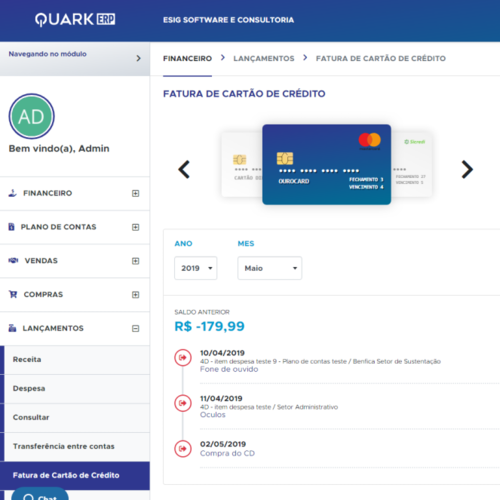 QUARK ERP
ESIG SOFTWARE E CONSULTORIA
Navegando no módulo
FINANCEIRO > LANÇAMENTOS > FATURA DE CARTÃO DE CRÉDITO
FATURA DE CARTÃO DE CRÉDITO
AD
Bem vindo(a), Admin
OUROCARD
FECHAMENTO 3
VENCIMENTO 4
FECHAMENTO 27
VENCIMENTO 5
FINANCEIRO
PLANO DE CONTAS
VENDAS
COMPRAS
LANÇAMENTOS
Receita
Despesa
Consultar
Transferência entre contas
Fatura de Cartão de Crédito
Chat
ANO
MES
2019
Maio
SALDO ANTERIOR
R$ -179,99
10/04/2019
4D - item despesa teste 9 - Plano de contas teste / Benfica Setor de Sustentação
Fone de ouvido
11/04/2019
4D - item despesa teste / Setor Administrativo
Oculos
02/05/2019
Compra do CD